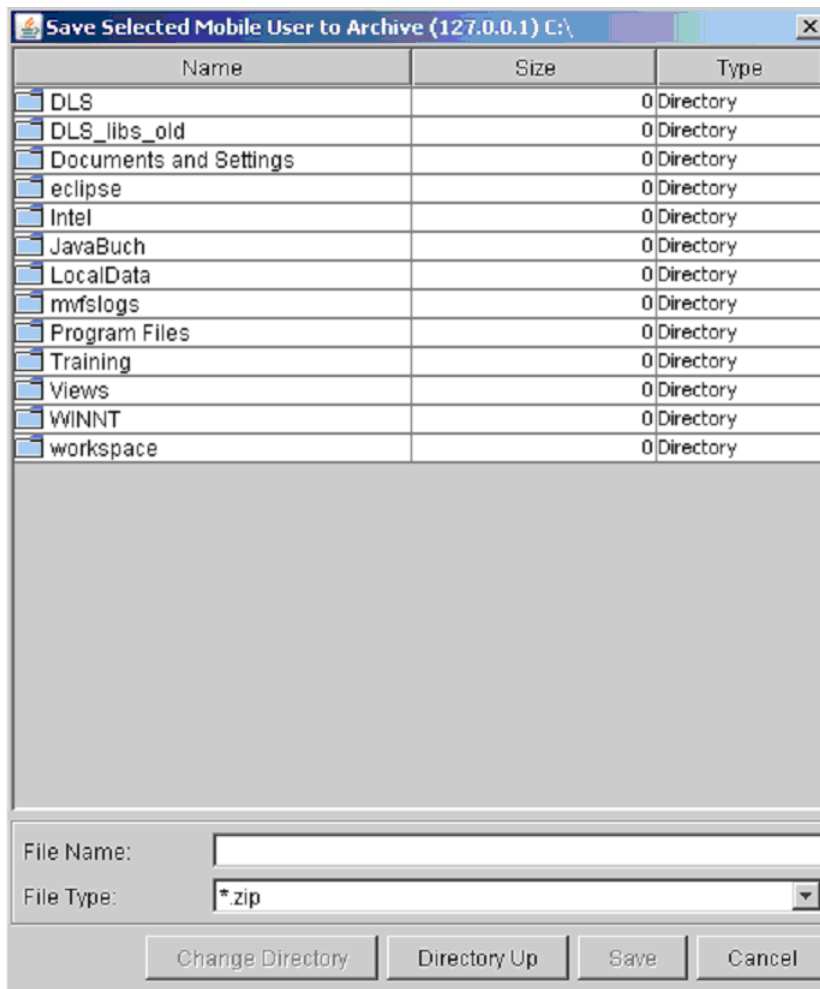 Save Selected Mobile User to Archive (127.0.0.1) C:\
Name Size Type
DLS 0 Directory
DLS_libs_old 0 Directory
Documents and Settings 0 Directory
eclipse 0 Directory
Intel 0 Directory
JavaBuch 0 Directory
LocalData 0 Directory
mvfslogs 0 Directory
Program Files 0 Directory
Training 0 Directory
Views 0 Directory
WINNT 0 Directory
workspace 0 Directory
File Name:
File Type: *.zip
Change Directory Directory Up Save Cancel